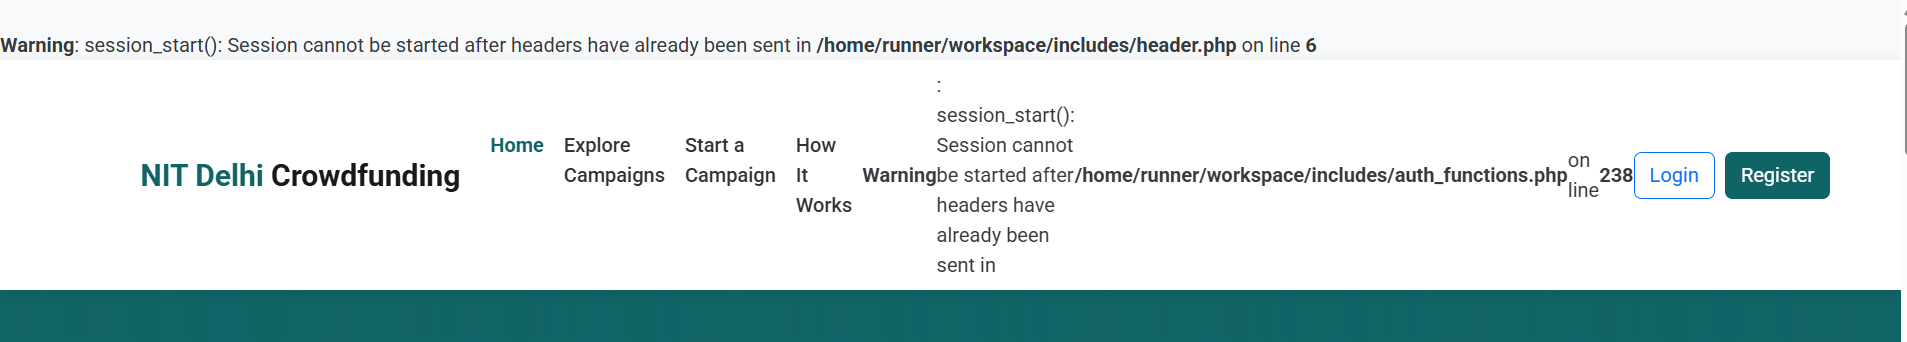 Warning: session_start(): Session cannot be started after headers have already been sent in /home/runner/workspace/includes/header.php on line 6
NIT Delhi Crowdfunding
Home
Explore
Campaigns
Start a
Campaign
How
It
Works
Warning
:
session_start():
Session cannot
be started after
headers have
already been
sent in
/home/runner/workspace/includes/auth_functions.php
on
line
238
Login
Register